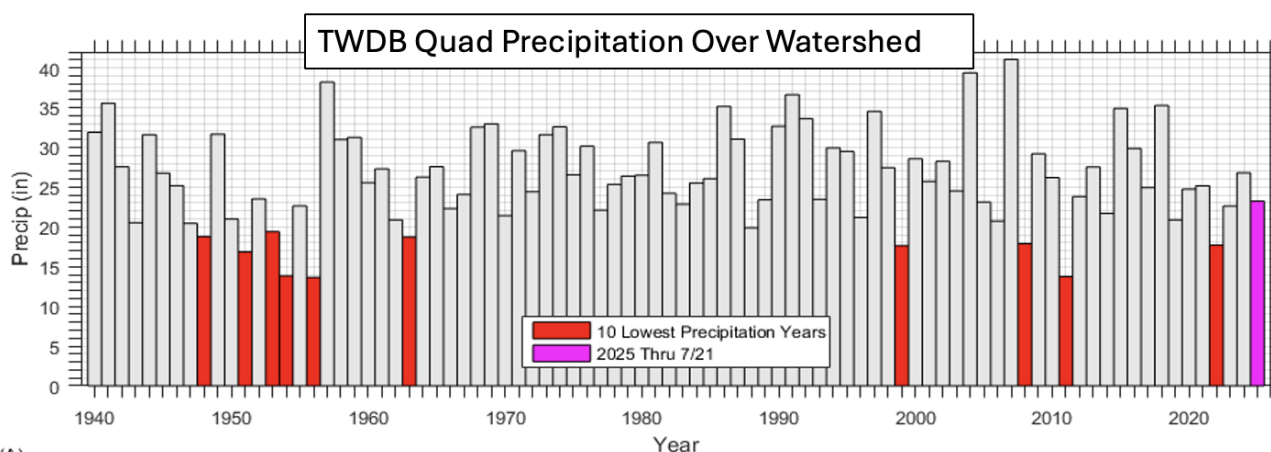 TWDB Quad Precipitation Over Watershed
40
35
30
25
20
15
10
5
0
Precip (in)
10 Lowest Precipitation Years
2025 Thru 7/21
1940 1950 1960 1970 1980 1990 2000 2010 2020
Year
(A)